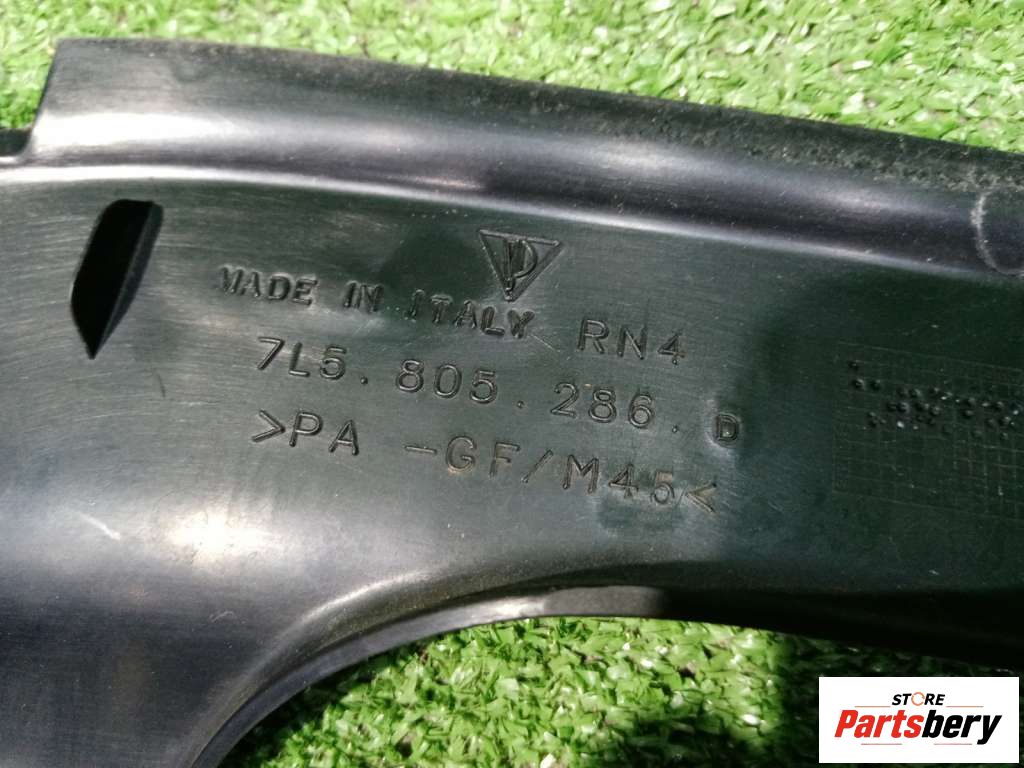 MADE IN ITALY RN4
7L5.805.286.D
>PA -GF/M45<
STORE
Partsbery